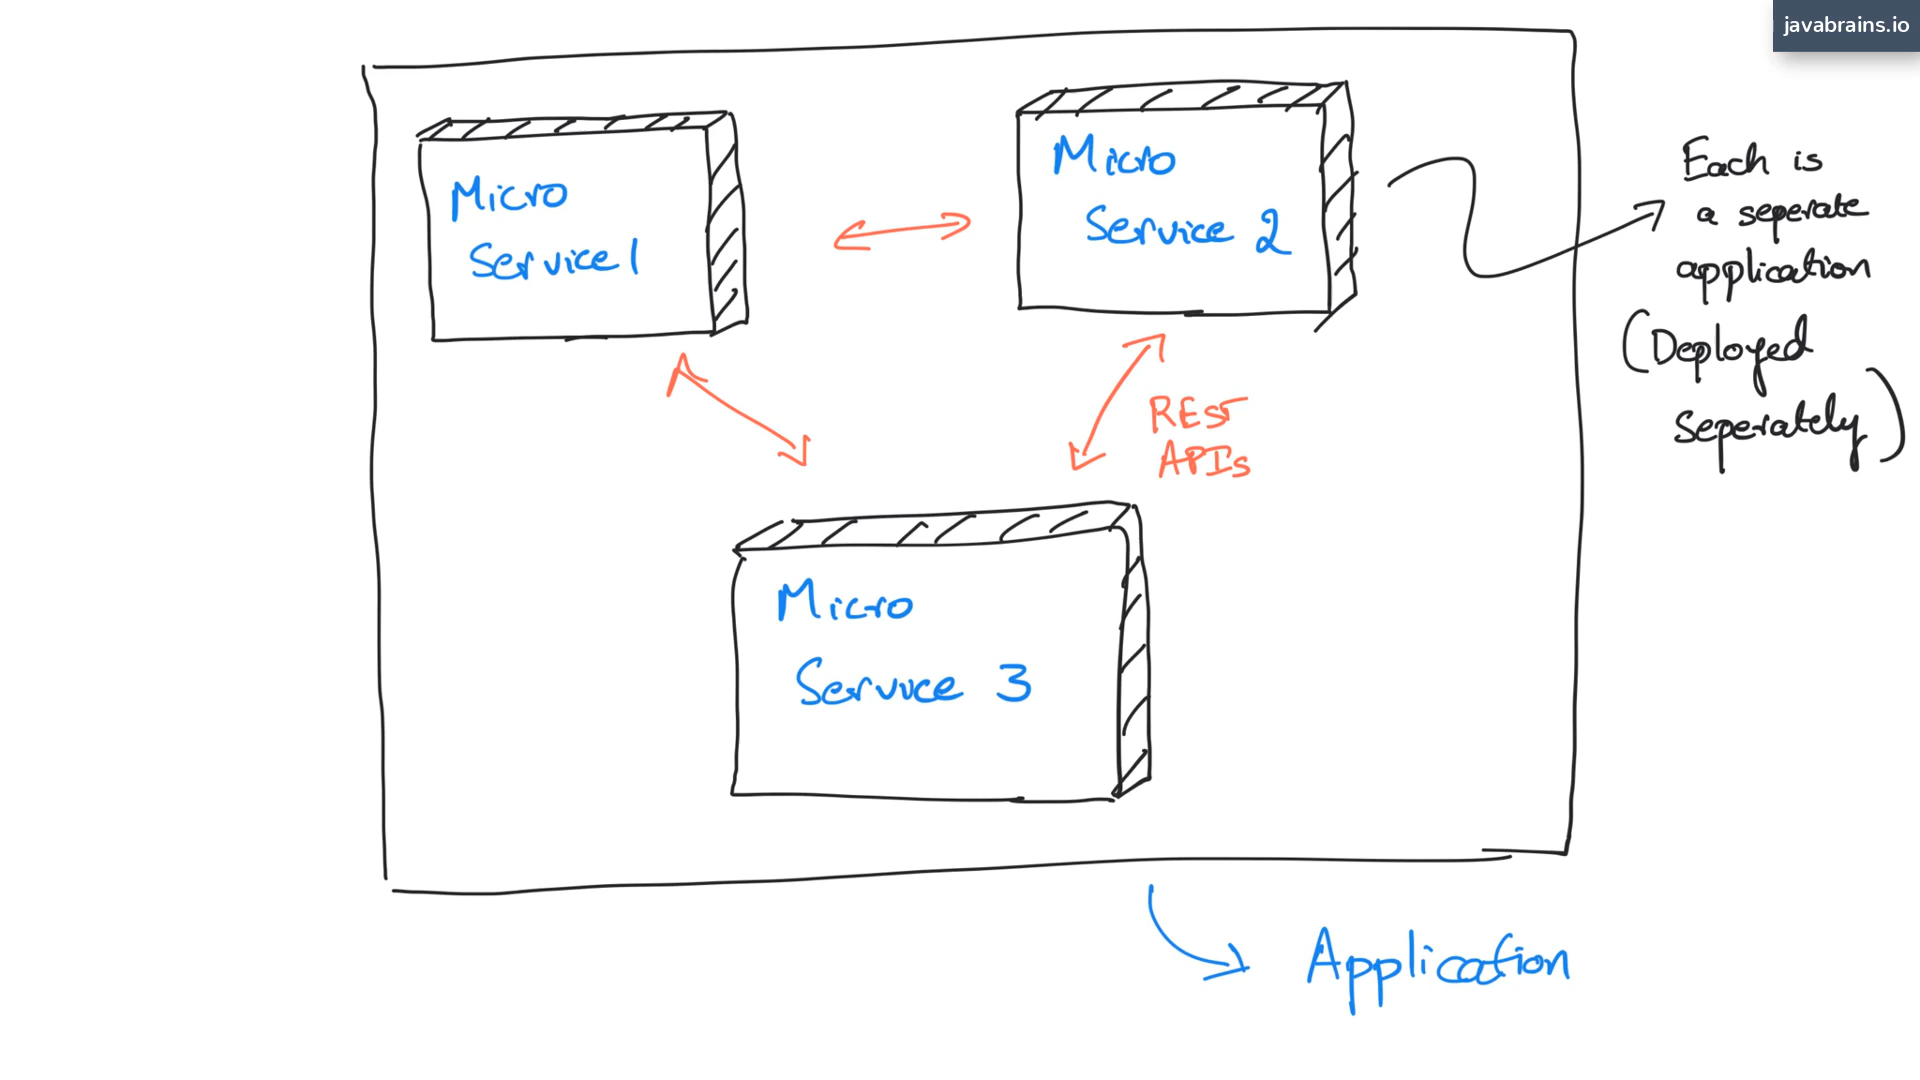 javabrains.io
Micro
Service 1
Micro
Service 2
Each is
a seperate
application
(Deployed
seperately)
REST
APIs
Micro
Service 3
Application